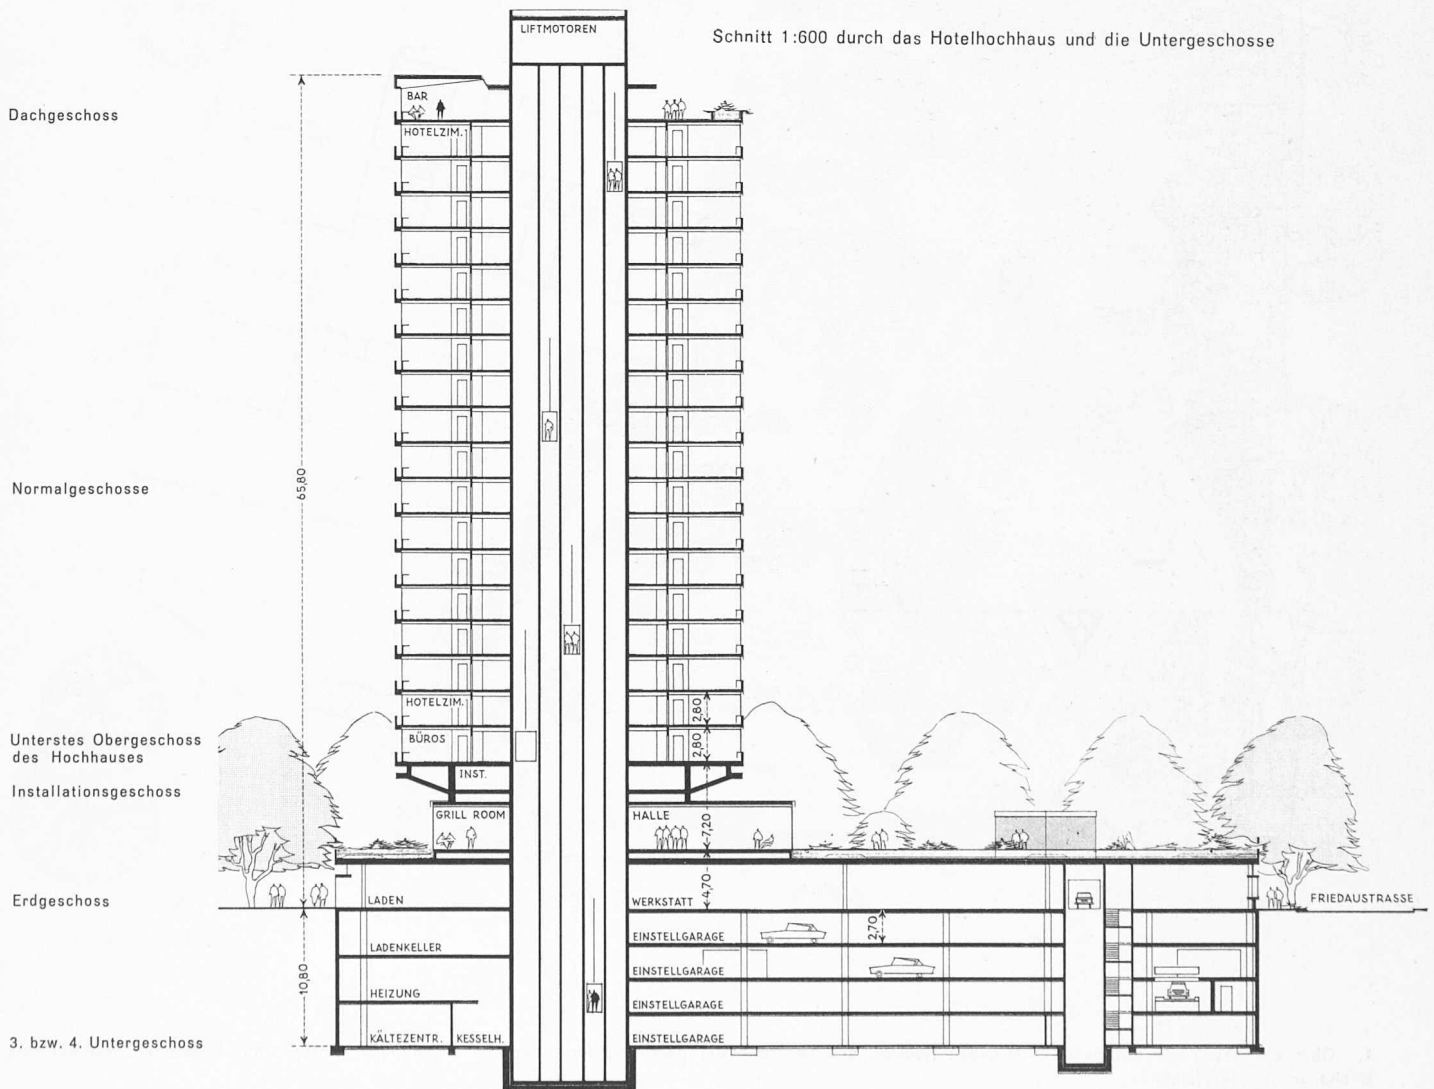 Schnitt 1:600 durch das Hotelhochhaus und die Untergeschosse
LIFTMOTOREN
Dachgeschoss
BAR
HOTELZIM.
65,80
Normalgeschosse
HOTELZIM.
2,80
Unterstes Obergeschoss
des Hochhauses
BÜROS
2,80
INST.
Installationsgeschoss
GRILL ROOM
HALLE
7,20
4,70
Erdgeschoss
LADEN
WERKSTATT
FRIEDAUSTRASSE
LADENKELLER
EINSTELLGARAGE
2,70
EINSTELLGARAGE
10,80
HEIZUNG
EINSTELLGARAGE
3. bzw. 4. Untergeschoss
KÄLTEZENTR.
KESSELH.
EINSTELLGARAGE